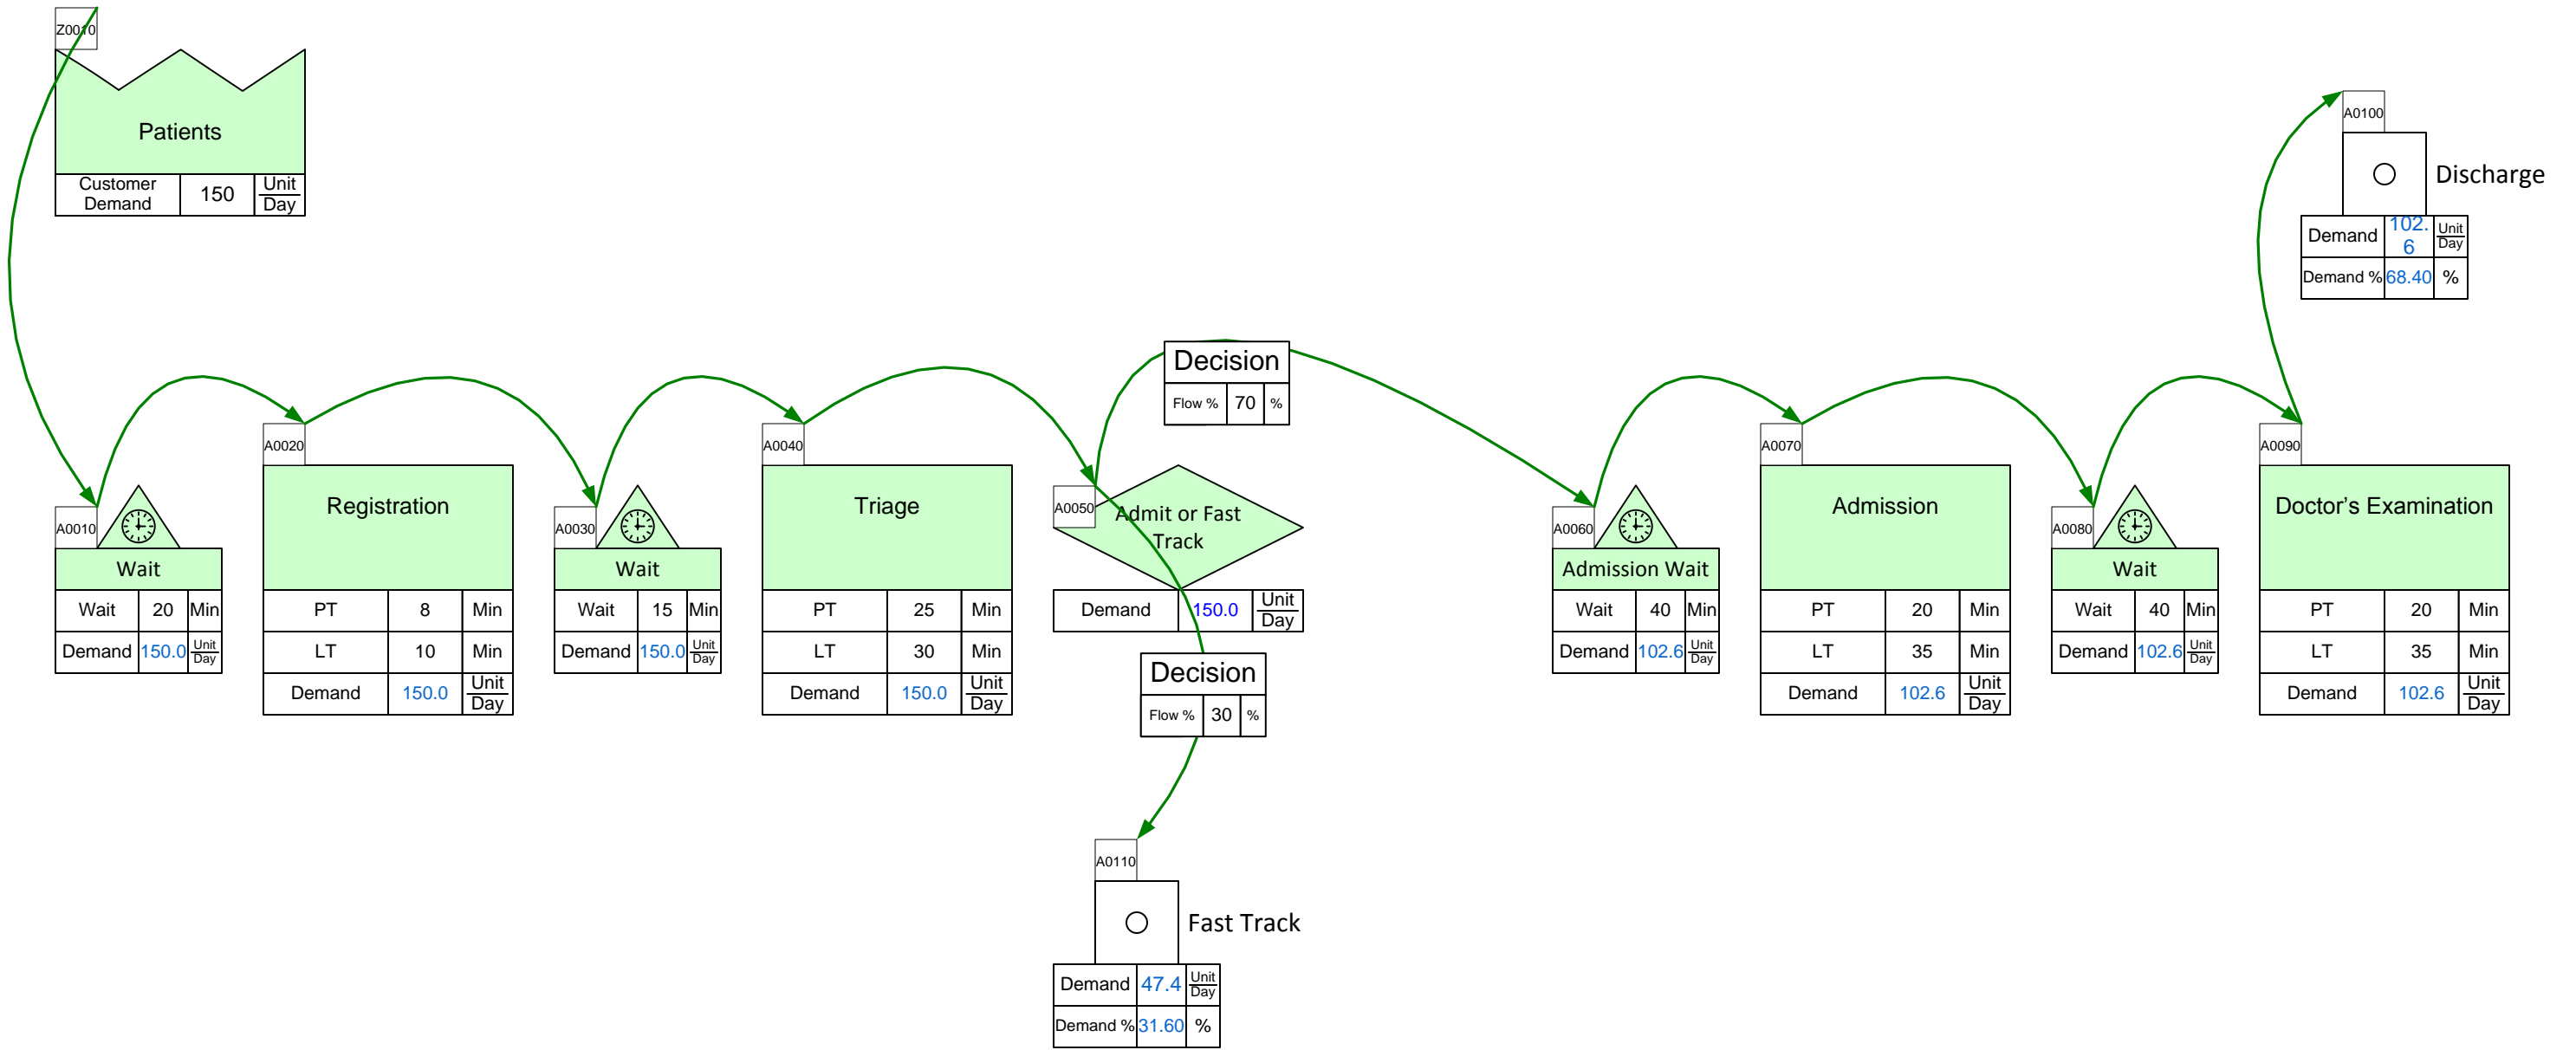 Z0010
Patients
Customer Demand 150 Unit/Day
A0100
Discharge
Demand 102.6 Unit/Day
Demand % 68.40 %
Decision
Flow % 70 %
A0010
Wait
Wait 20 Min
Demand 150.0 Unit/Day
A0020
Registration
PT 8 Min
LT 10 Min
Demand 150.0 Unit/Day
A0030
Wait
Wait 15 Min
Demand 150.0 Unit/Day
A0040
Triage
PT 25 Min
LT 30 Min
Demand 150.0 Unit/Day
A0050
Admit or Fast
Track
Demand 150.0 Unit/Day
Decision
Flow % 30 %
A0060
Admission Wait
Wait 40 Min
Demand 102.6 Unit/Day
A0070
Admission
PT 20 Min
LT 35 Min
Demand 102.6 Unit/Day
A0080
Wait
Wait 40 Min
Demand 102.6 Unit/Day
A0090
Doctor’s Examination
PT 20 Min
LT 35 Min
Demand 102.6 Unit/Day
A0110
Fast Track
Demand 47.4 Unit/Day
Demand % 31.60 %